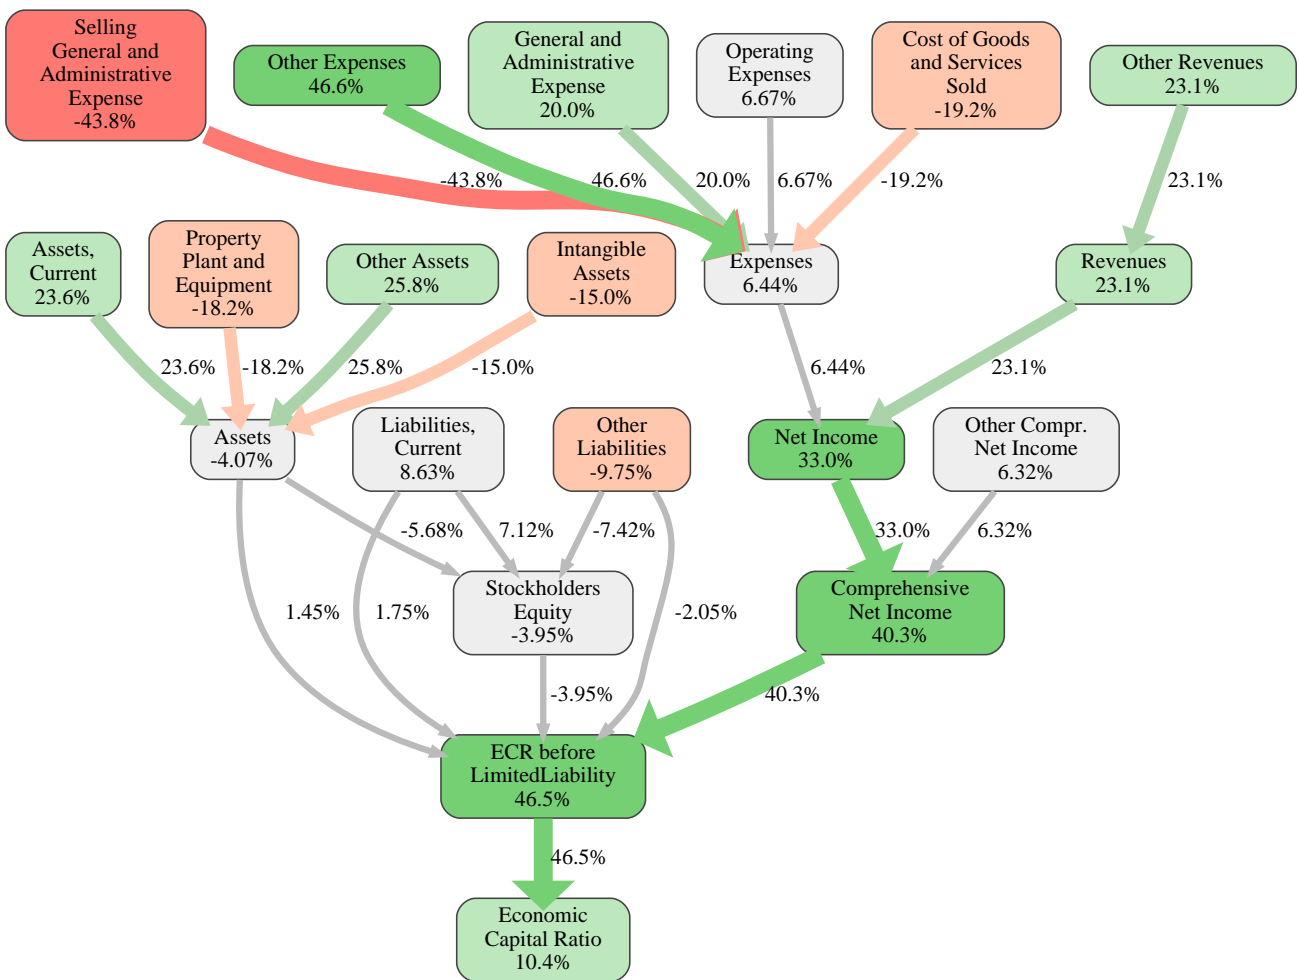 Selling
General and
Administrative
Expense
-43.8%
Other Expenses
46.6%
General and
Administrative
Expense
20.0%
Operating
Expenses
6.67%
Cost of Goods
and Services
Sold
-19.2%
Other Revenues
23.1%
-43.8%
46.6%
20.0%
6.67%
-19.2%
23.1%
Assets,
Current
23.6%
Property
Plant and
Equipment
-18.2%
Other Assets
25.8%
Intangible
Assets
-15.0%
Expenses
6.44%
Revenues
23.1%
23.6%
-18.2%
25.8%
-15.0%
6.44%
23.1%
Assets
-4.07%
Liabilities,
Current
8.63%
Other
Liabilities
-9.75%
Net Income
33.0%
Other Compr.
Net Income
6.32%
-5.68%
7.12%
-7.42%
33.0%
6.32%
1.45%
1.75%
Stockholders
Equity
-3.95%
-2.05%
Comprehensive
Net Income
40.3%
-3.95%
40.3%
ECR before
LimitedLiability
46.5%
46.5%
Economic
Capital Ratio
10.4%